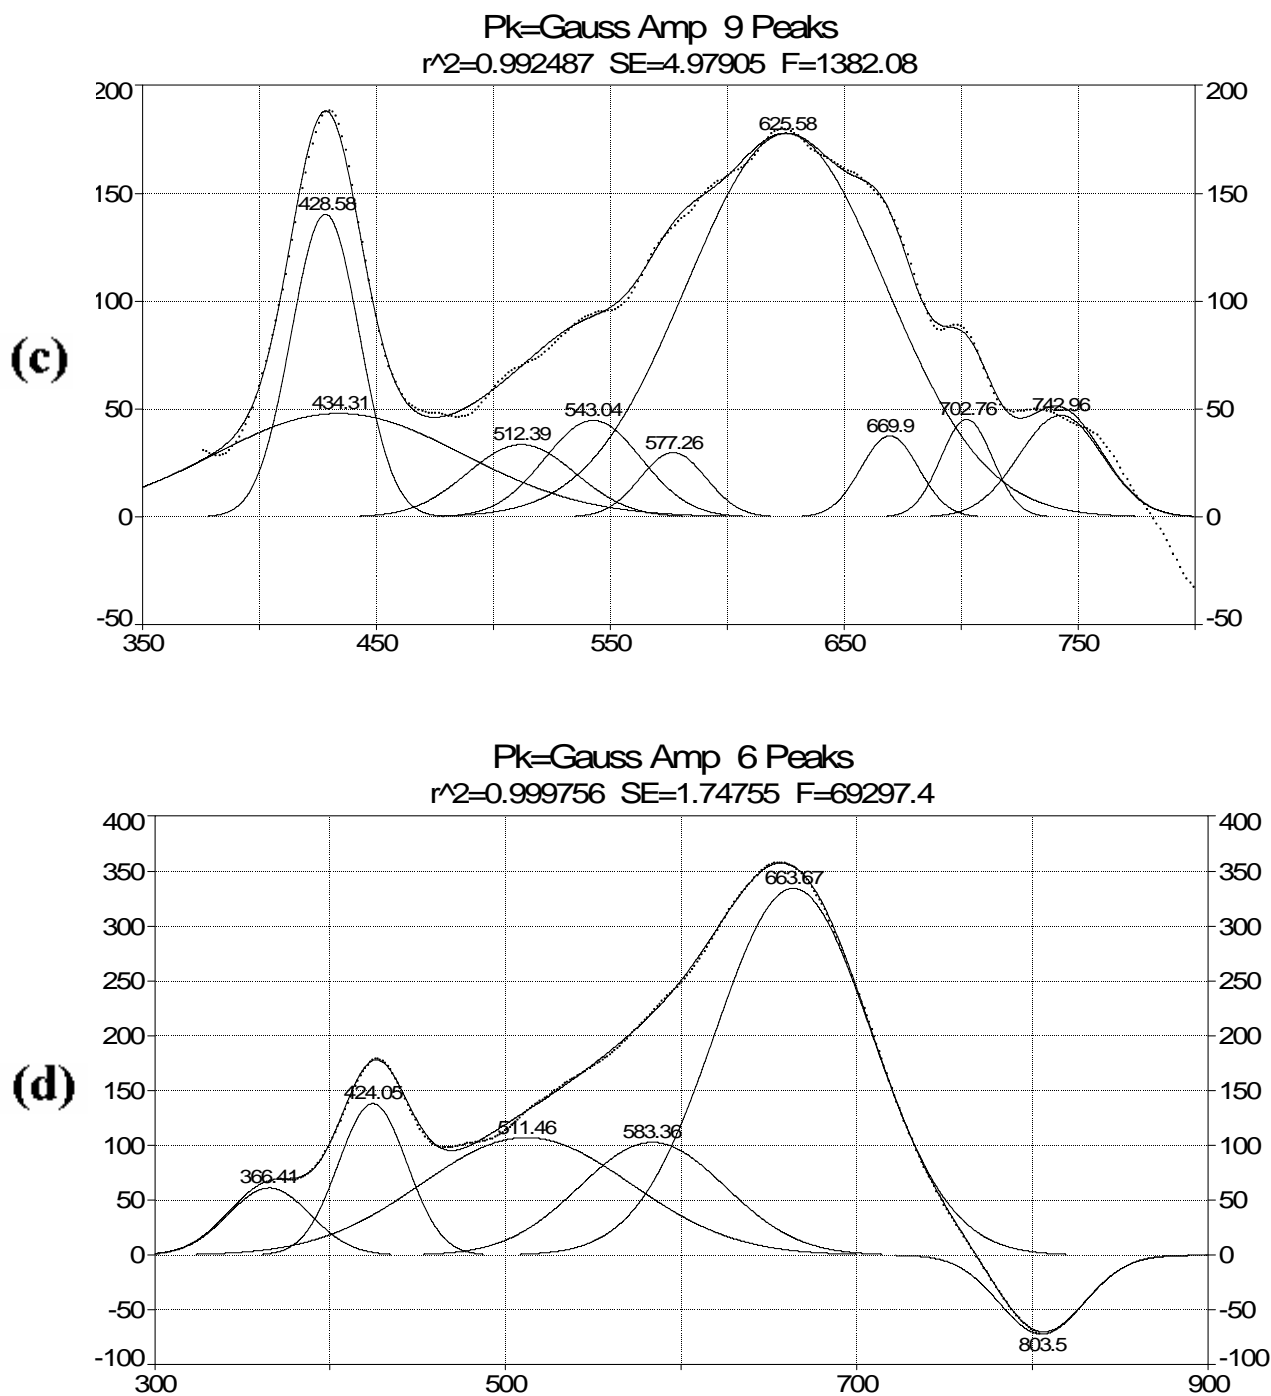 Pk=Gauss Amp 9 Peaks
r^2=0.992487 SE=4.97905 F=1382.08
200 200
625.58
150 150
428.58
100 100
(c)
50 434.31 543.04 702.76 742.96 50
512.39 577.26 669.9
0 0
-50 -50
350 450 550 650 750
Pk=Gauss Amp 6 Peaks
r^2=0.999756 SE=1.74755 F=69297.4
400 400
350 663.67 350
300 300
250 250
200 200
150 424.05 150
(d)
100 511.46 583.36 100
366.41
50 50
0 0
-50 -50
803.5
-100 -100
300 500 700 900